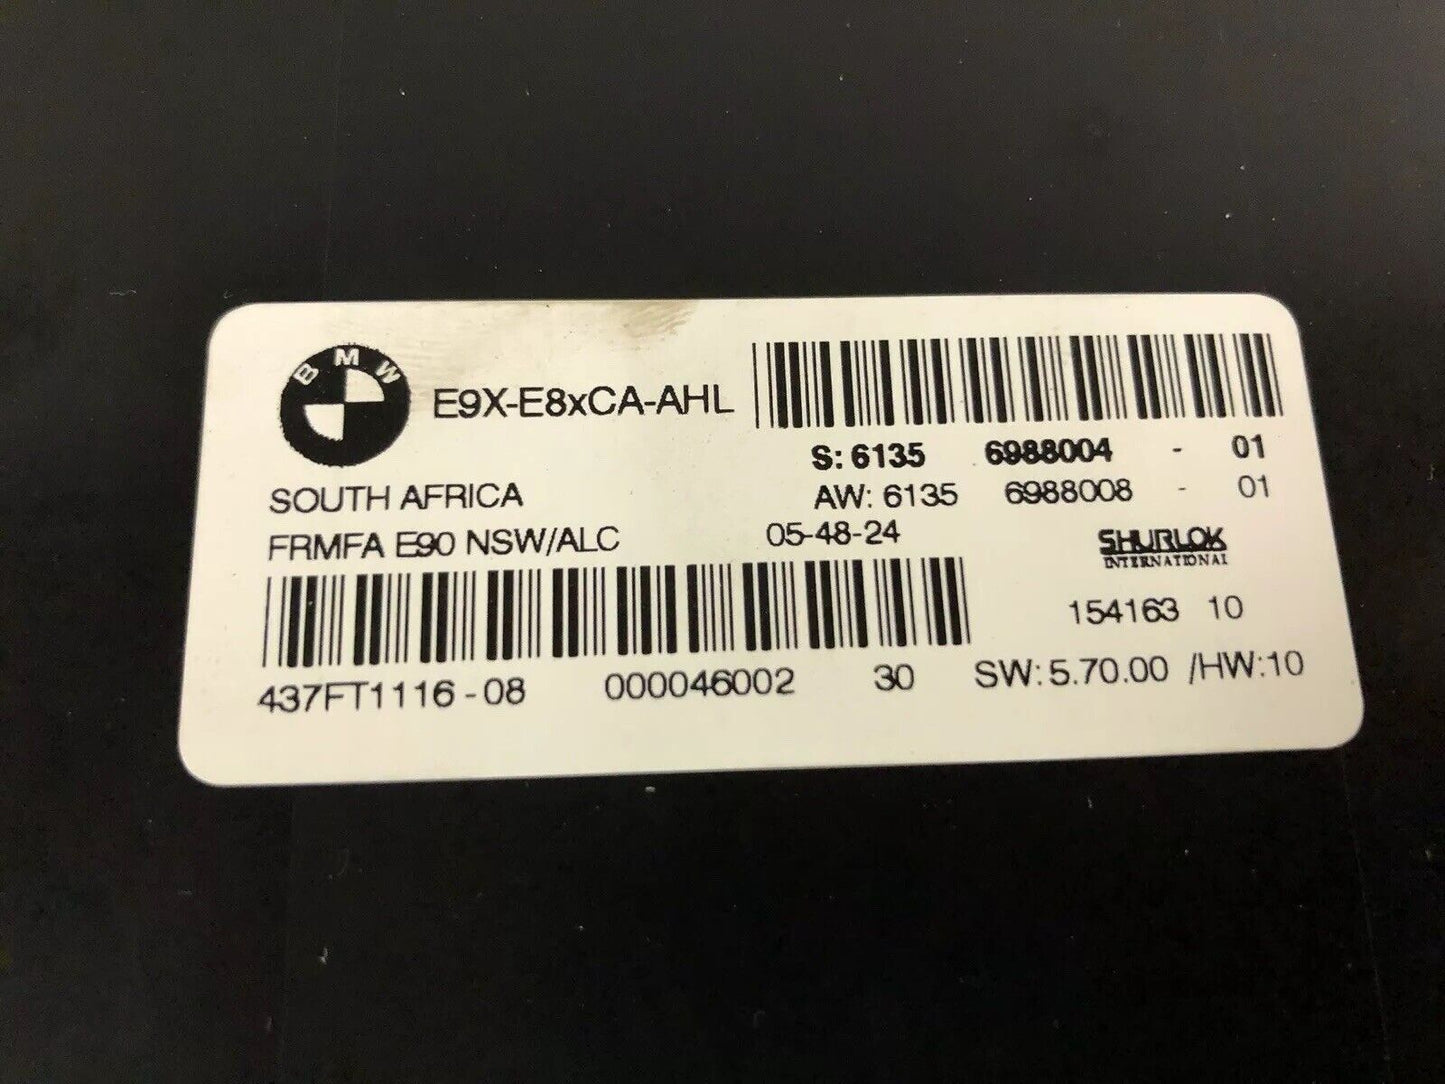 BMW
E9X-E8xCA-AHL
S: 6135 6988004 - 01
SOUTH AFRICA
AW: 6135 6988008 - 01
FRMFA E90 NSW/ALC 05-48-24
SHURLOK
INTERNATIONAL
154163 10
437FT1116-08 000046002 30 SW:5.70.00 /HW:10